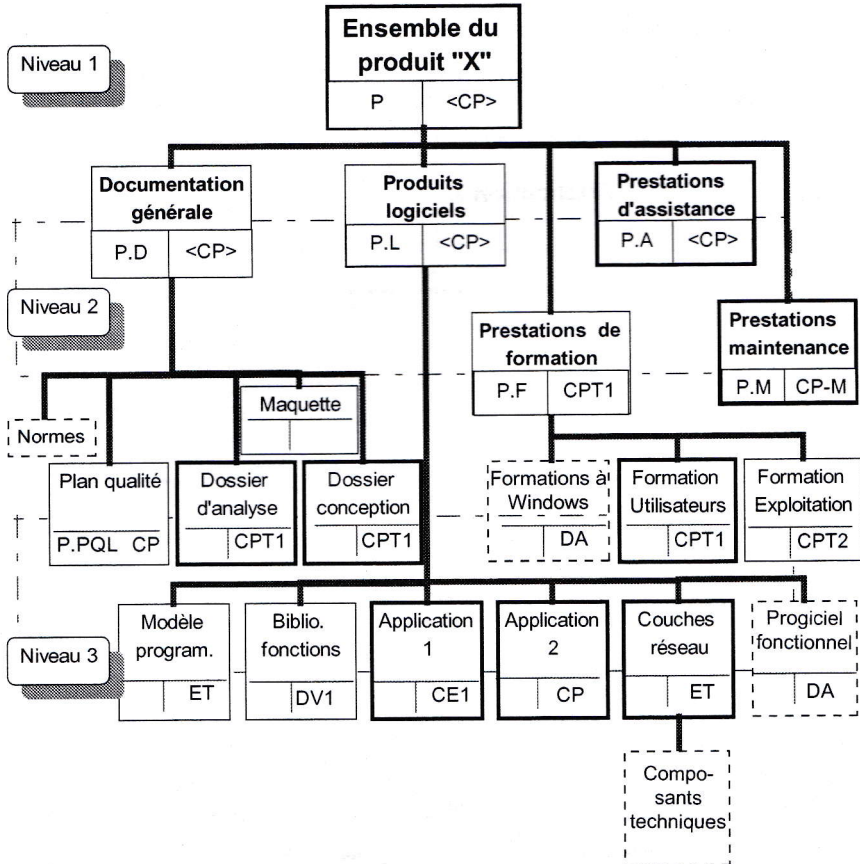 Ensemble du
produit "X"
P <CP>
Niveau 1
Documentation
générale
P.D <CP>
Produits
logiciels
P.L <CP>
Prestations
d'assistance
P.A <CP>
Niveau 2
Prestations de
formation
P.F CPT1
Prestations
maintenance
P.M CP-M
Normes
Maquette
Plan qualité
P.PQL CP
Dossier
d'analyse
CPT1
Dossier
conception
CPT1
Formations à
Windows
DA
Formation
Utilisateurs
CPT1
Formation
Exploitation
CPT2
Niveau 3
Modèle
program.
ET
Biblio.
fonctions
DV1
Application
1
CE1
Application
2
CP
Couches
réseau
ET
Progiciel
fonctionnel
DA
Compo-
sants
techniques